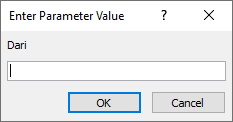 Enter Parameter Value ? ×
Dari
OK Cancel